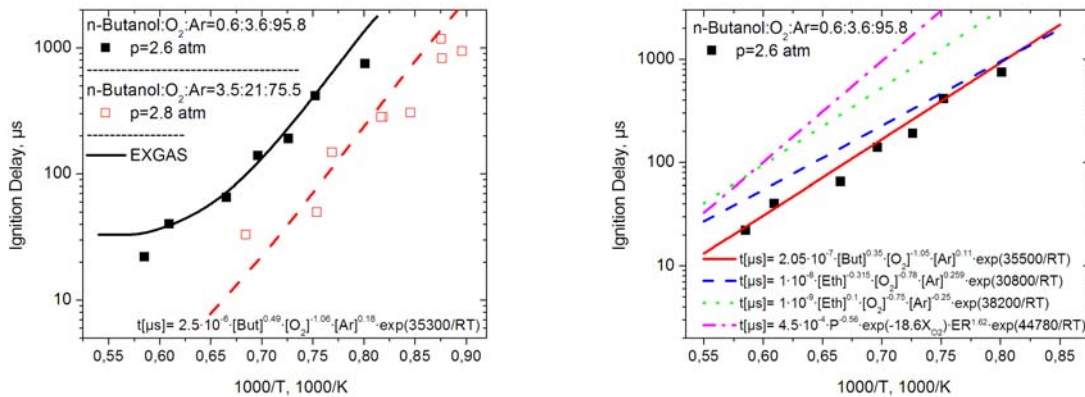 n-Butanol:O₂:Ar=0.6:3.6:95.8
p=2.6 atm
n-Butanol:O₂:Ar=3.5:21:75.5
p=2.8 atm
EXGAS
t[μs]= 2.5·10⁻⁶·[But]⁰·⁴⁹·[O₂]⁻¹·⁰⁶·[Ar]⁰·¹⁸·exp(35300/RT)
Ignition Delay, μs
1000
100
10
0,55 0,60 0,65 0,70 0,75 0,80 0,85 0,90
1000/T, 1000/K
n-Butanol:O₂:Ar=0.6:3.6:95.8
p=2.6 atm
t[μs]= 2.05·10⁻⁷·[But]⁰·³⁵·[O₂]⁻¹·⁰⁵·[Ar]⁰·¹¹·exp(35500/RT)
t[μs]= 1·10⁻⁸·[Eth]⁻⁰·³¹⁵·[O₂]⁻⁰·⁷⁸·[Ar]⁰·²⁵⁹·exp(30800/RT)
t[μs]= 1·10⁻⁹·[Eth]⁰·¹·[O₂]⁻⁰·⁷⁵·[Ar]⁻⁰·²⁵·exp(38200/RT)
t[μs]= 4.5·10⁻⁴·P⁻⁰·⁵⁶·exp(-18.6X_O2)·ER¹·⁶²·exp(44780/RT)
Ignition Delay, μs
1000
100
10
0,55 0,60 0,65 0,70 0,75 0,80 0,85
1000/T, 1000/K